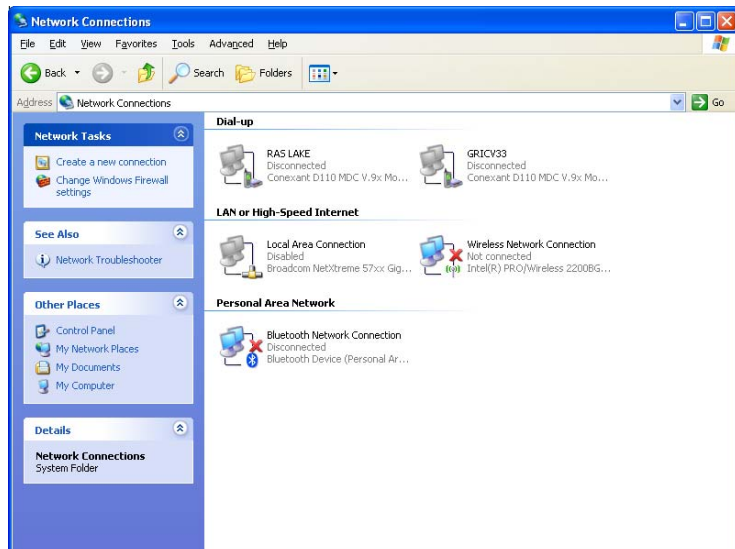 Network Connections
File Edit View Favorites Tools Advanced Help
Back Search Folders
Address Network Connections Go
Network Tasks
Create a new connection
Change Windows Firewall
settings
See Also
Network Troubleshooter
Other Places
Control Panel
My Network Places
My Documents
My Computer
Details
Network Connections
System Folder
Dial-up
RAS LAKE
Disconnected
Conexant D110 MDC V.9x Mo...
GRICV33
Disconnected
Conexant D110 MDC V.9x Mo...
LAN or High-Speed Internet
Local Area Connection
Disabled
Broadcom NetXtreme 57xx Gig...
Wireless Network Connection
Not connected
Intel(R) PRO/Wireless 2200BG...
Personal Area Network
Bluetooth Network Connection
Disconnected
Bluetooth Device (Personal Ar...